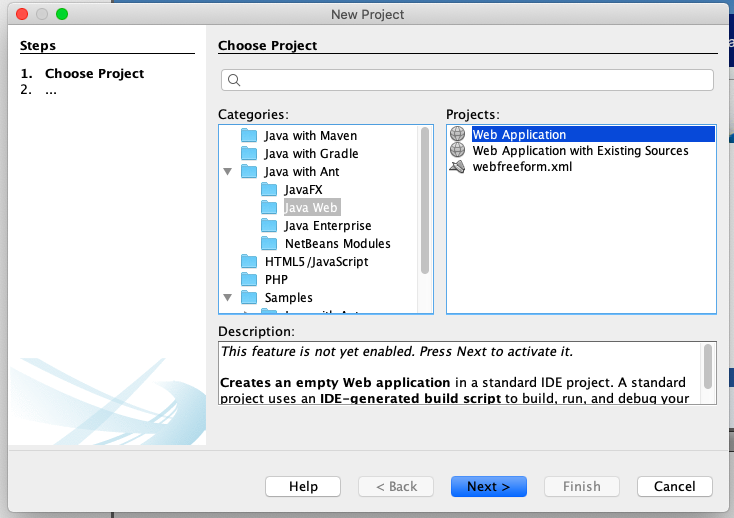 New Project
Steps
1. Choose Project
2. ...
Choose Project
Categories:
Java with Maven
Java with Gradle
Java with Ant
JavaFX
Java Web
Java Enterprise
NetBeans Modules
HTML5/JavaScript
PHP
Samples
Projects:
Web Application
Web Application with Existing Sources
webfreeform.xml
Description:
This feature is not yet enabled. Press Next to activate it.
Creates an empty Web application in a standard IDE project. A standard
project uses an IDE-generated build script to build, run, and debug your
Help
< Back
Next >
Finish
Cancel